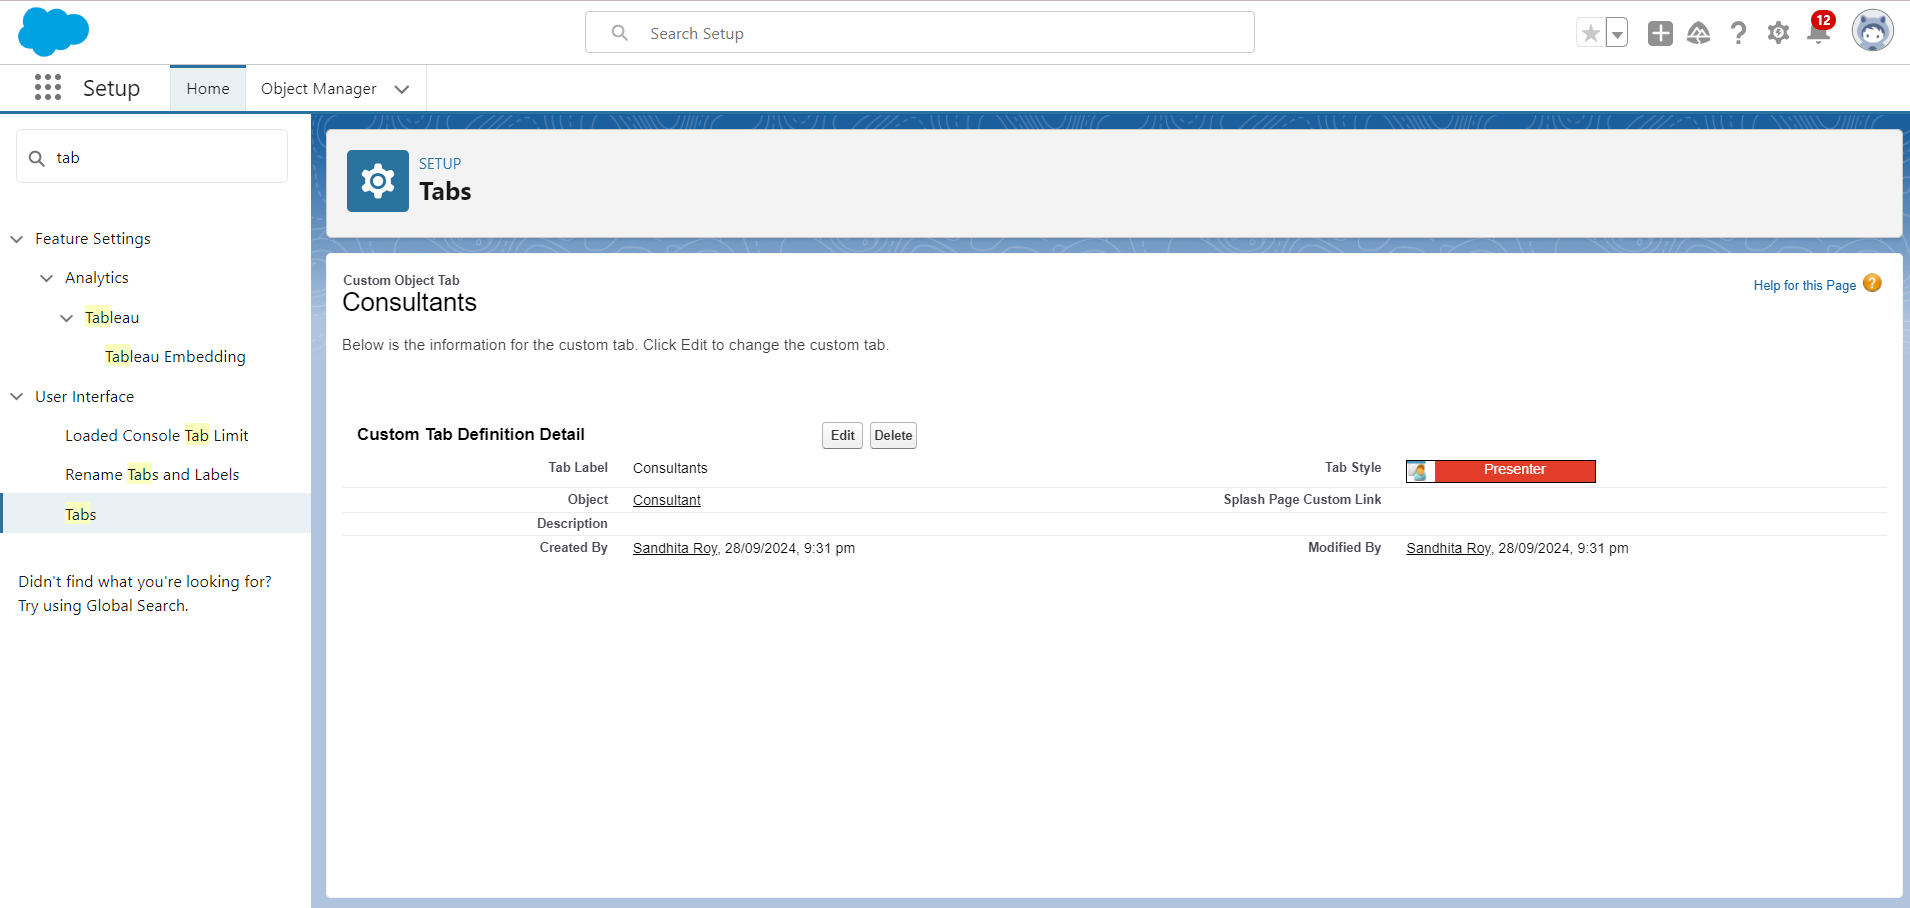 Search Setup
12
Setup
Home
Object Manager
tab
Feature Settings
Analytics
Tableau
Tableau Embedding
User Interface
Loaded Console Tab Limit
Rename Tabs and Labels
Tabs
Didn't find what you're looking for?
Try using Global Search.
SETUP
Tabs
Custom Object Tab
Consultants
Help for this Page ?
Below is the information for the custom tab. Click Edit to change the custom tab.
Custom Tab Definition Detail Edit Delete
Tab Label Consultants Tab Style Presenter
Object Consultant Splash Page Custom Link
Description
Created By Sandhita Roy, 28/09/2024, 9:31 pm Modified By Sandhita Roy, 28/09/2024, 9:31 pm